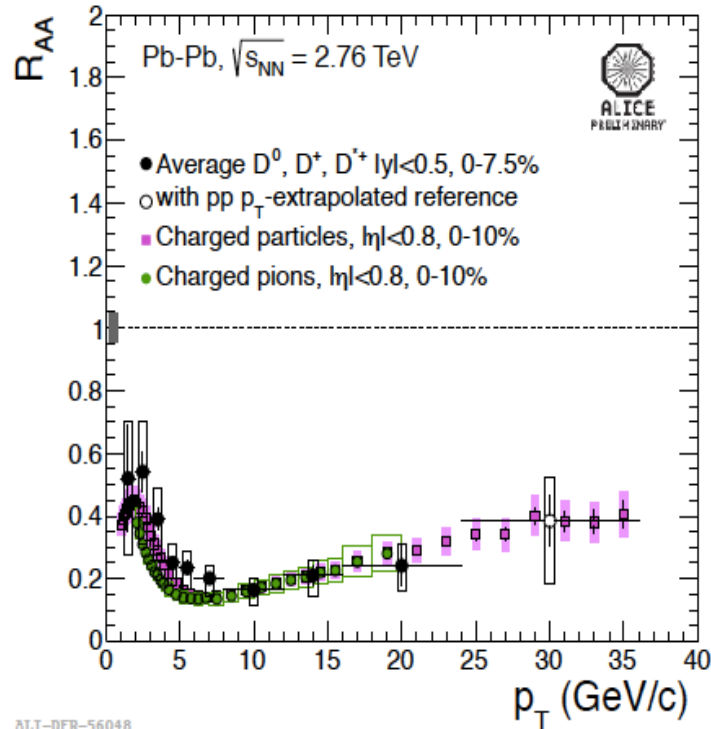 R_AA
2
1.8
1.6
1.4
1.2
1
0.8
0.6
0.4
0.2
0
Pb-Pb, √s_NN = 2.76 TeV
ALICE
PRELIMINARY
Average D⁰, D⁺, D*⁺ |y|<0.5, 0-7.5%
with pp p_T-extrapolated reference
Charged particles, |η|<0.8, 0-10%
Charged pions, |η|<0.8, 0-10%
0 5 10 15 20 25 30 35 40
p_T (GeV/c)
ALI-DER-56048